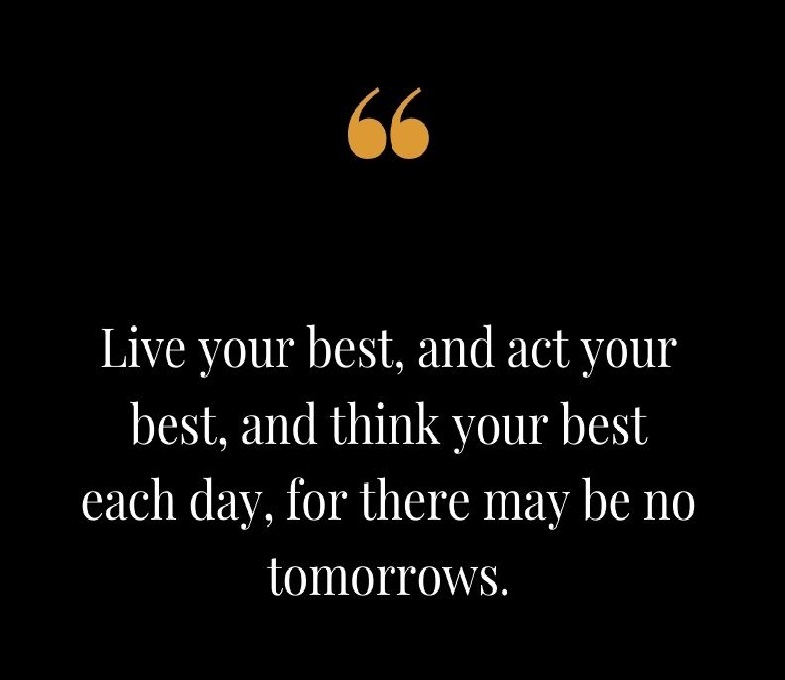 “
Live your best, and act your
best, and think your best
each day, for there may be no
tomorrows.